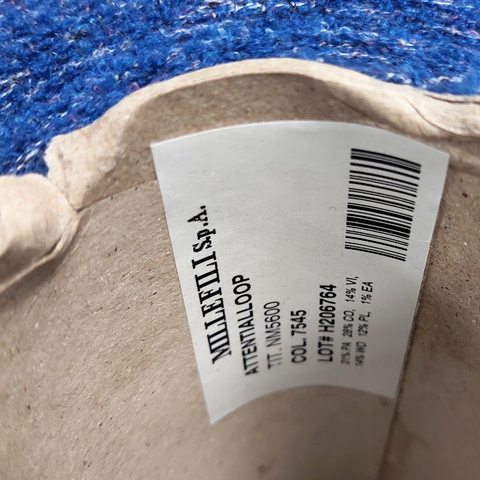 MILLEFILI S.p.A.
ATTENTIALLOOP
TIT. NM5600
COL. 7545
LOT# H206764
31% PA 28% CO, 14% VI,
14% WO 12% PL, 1% EA